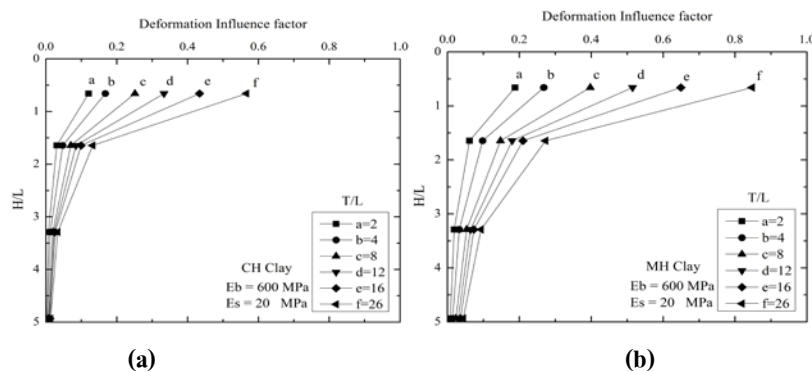 Deformation Influence factor
0.0 0.2 0.4 0.6 0.8 1.0
0
1
2
3
4
5
H/L
a b c d e f
T/L
a=2
b=4
c=8
d=12
e=16
f=26
CH Clay
Eb = 600 MPa
Es = 20 MPa
(a)
Deformation Influence factor
0.0 0.2 0.4 0.6 0.8 1.0
0
1
2
3
4
5
H/L
a b c d e f
T/L
a=2
b=4
c=8
d=12
e=16
f=26
MH Clay
Eb = 600 MPa
Es = 20 MPa
(b)